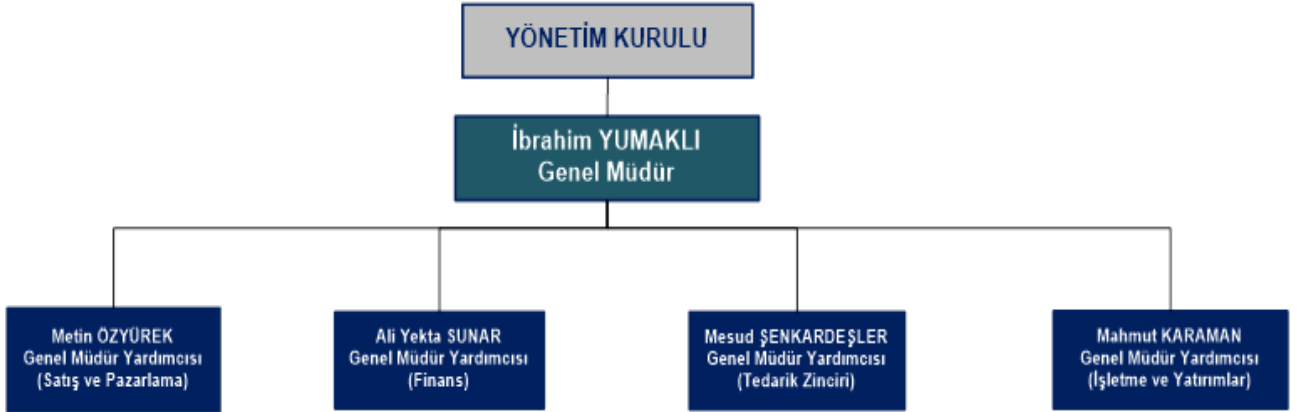 YÖNETİM KURULU
İbrahim YUMAKLI
Genel Müdür
Metin ÖZYÜREK
Genel Müdür Yardımcısı
(Satış ve Pazarlama)
Ali Yekta SUNAR
Genel Müdür Yardımcısı
(Finans)
Mesud ŞENKARDEŞLER
Genel Müdür Yardımcısı
(Tedarik Zinciri)
Mahmut KARAMAN
Genel Müdür Yardımcısı
(İşletme ve Yatırımlar)